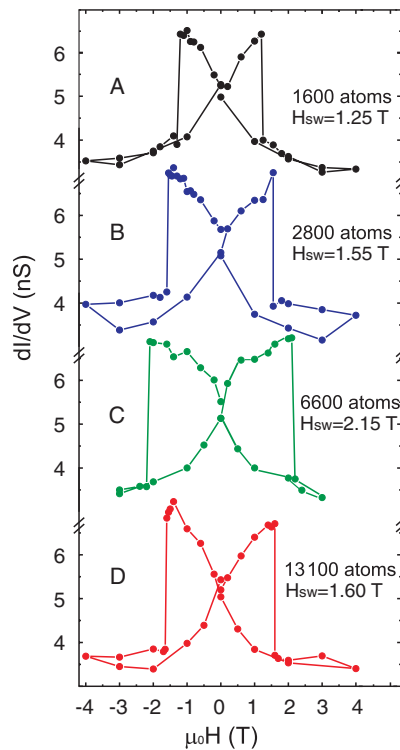 6
5
4
A
1600 atoms
Hsw=1.25 T
6
5
4
B
2800 atoms
Hsw=1.55 T
dI/dV (nS)
6
5
4
C
6600 atoms
Hsw=2.15 T
6
5
4
D
13100 atoms
Hsw=1.60 T
-4 -3 -2 -1 0 1 2 3 4
μ0H (T)